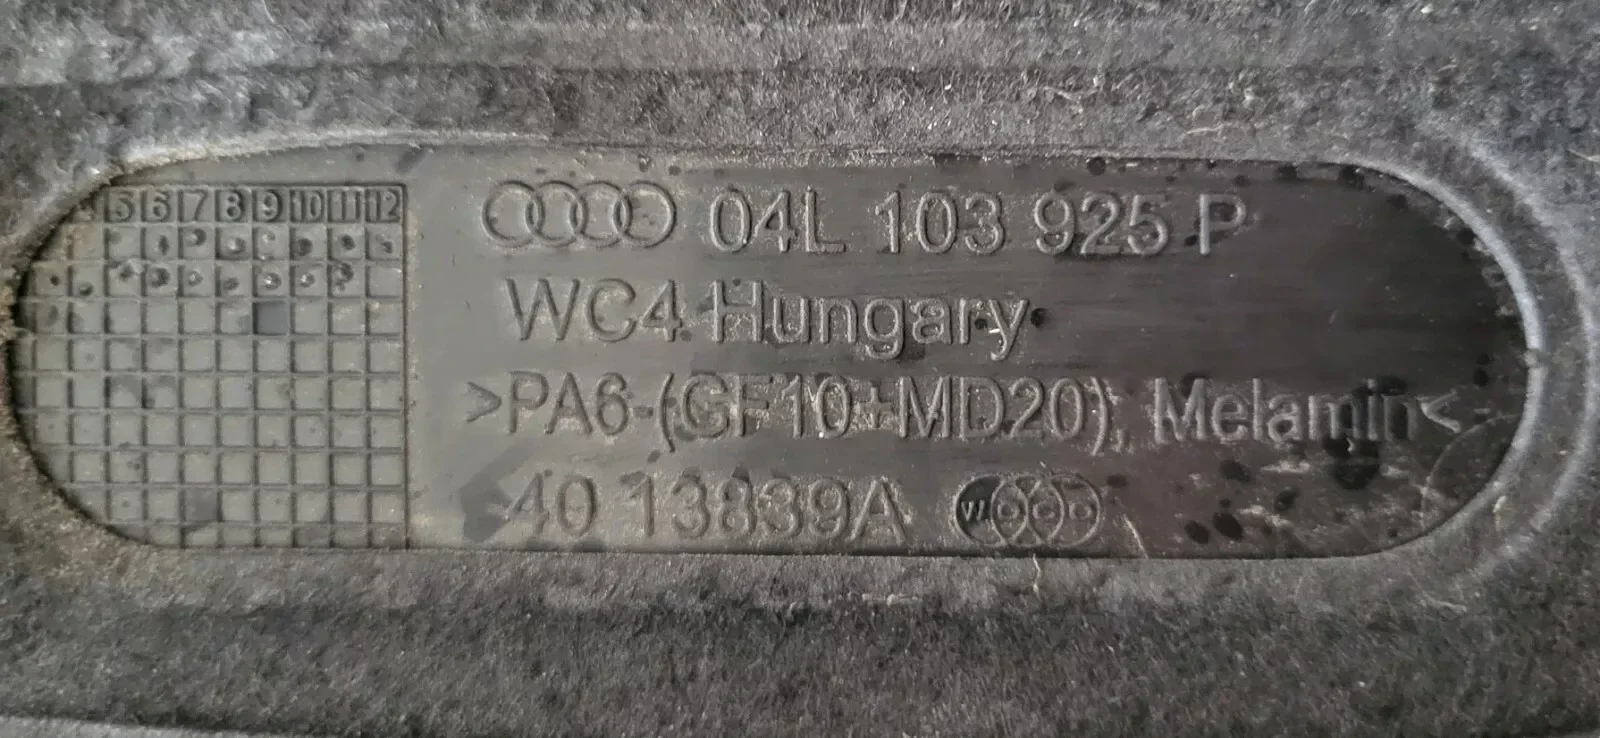 5 6 7 8 9 10 11 12
04L 103 925 P
WC4 Hungary
>PA6-(GF10+MD20), Melamin<
40 13839A
W